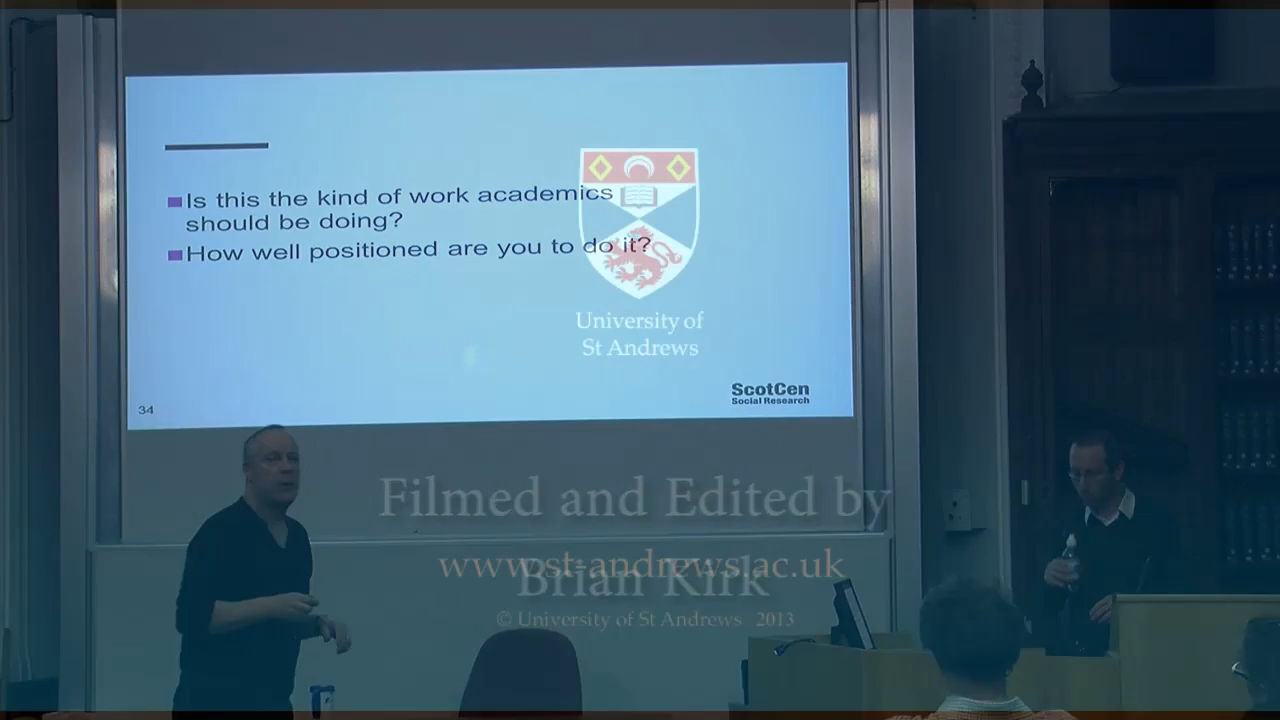 Is this the kind of work academics
should be doing?
How well positioned are you to do it?
University of
St Andrews
34
ScotCen
Social Research
Filmed and Edited by
www.st-andrews.ac.uk
Brian Kirk
© University of St Andrews 2013